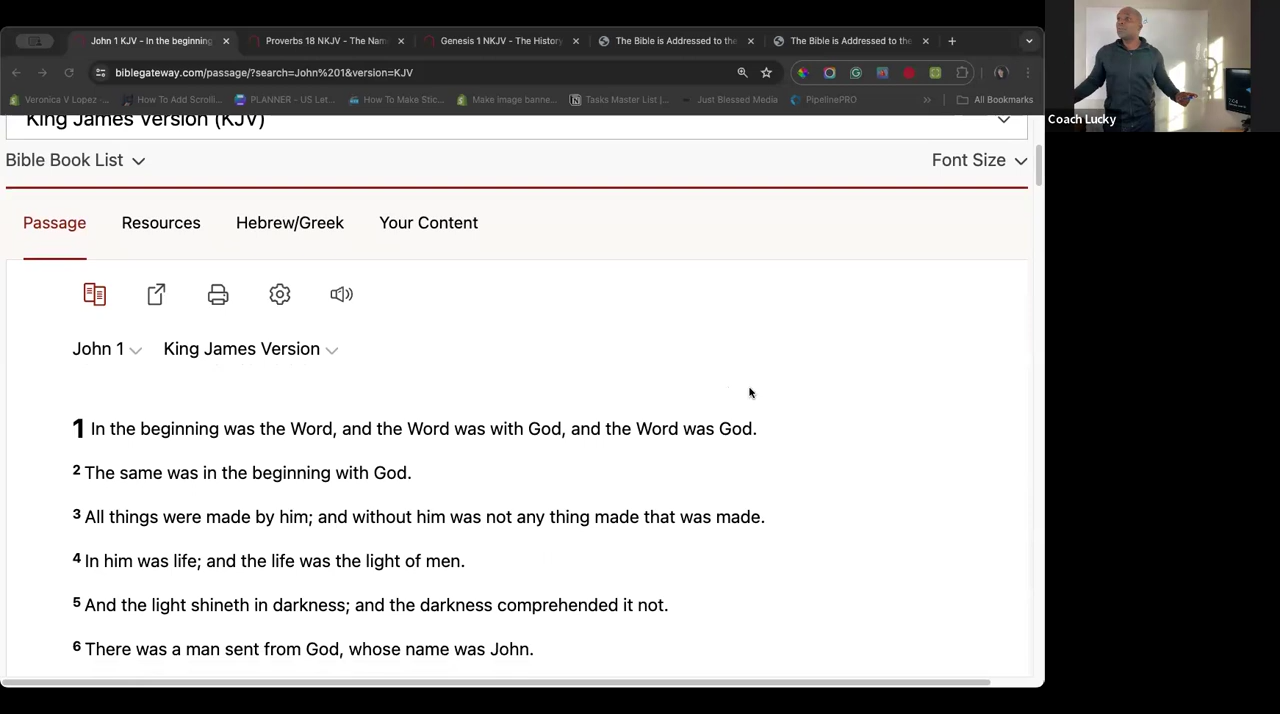 John 1 KJV - In the beginning
Proverbs 18 NKJV - The Nam
Genesis 1 NKJV - The History
The Bible is Addressed to the
The Bible is Addressed to the
biblegateway.com/passage/?search=John%201&version=KJV
Veronica V Lopez -...
How To Add Scrolli...
PLANNER - US Let...
How To Make Stic...
Make image banne...
Tasks Master List |...
Just Blessed Media
PipelinePRO
All Bookmarks
Coach Lucky
King James Version (KJV)
Bible Book List
Font Size
Passage
Resources
Hebrew/Greek
Your Content
John 1
King James Version
1 In the beginning was the Word, and the Word was with God, and the Word was God.
2 The same was in the beginning with God.
3 All things were made by him; and without him was not any thing made that was made.
4 In him was life; and the life was the light of men.
5 And the light shineth in darkness; and the darkness comprehended it not.
6 There was a man sent from God, whose name was John.